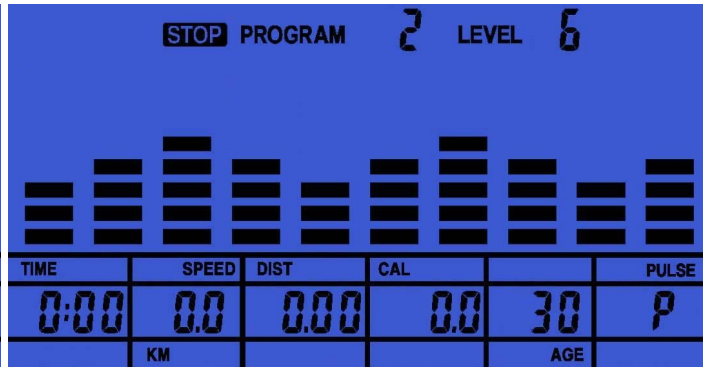 STOP PROGRAM 2 LEVEL 6
TIME SPEED DIST CAL PULSE
0:00 0.0 0.00 0.0 30 P
KM AGE